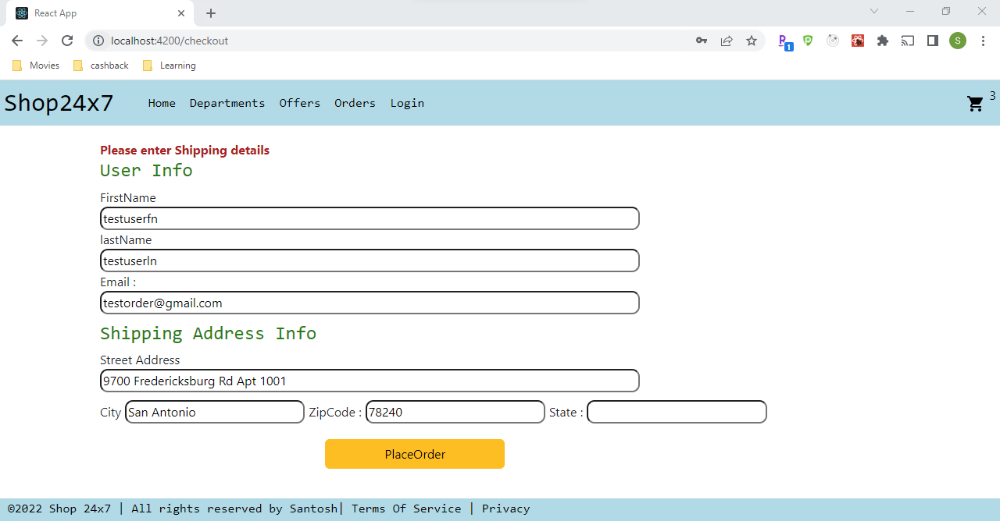 React App
localhost:4200/checkout
1
S
Movies cashback Learning
Shop24x7 Home Departments Offers Orders Login 3
Please enter Shipping details
User Info
FirstName
testuserfn
lastName
testuserln
Email :
testorder@gmail.com
Shipping Address Info
Street Address
9700 Fredericksburg Rd Apt 1001
City San Antonio ZipCode : 78240 State :
PlaceOrder
©2022 Shop 24x7 | All rights reserved by Santosh| Terms Of Service | Privacy